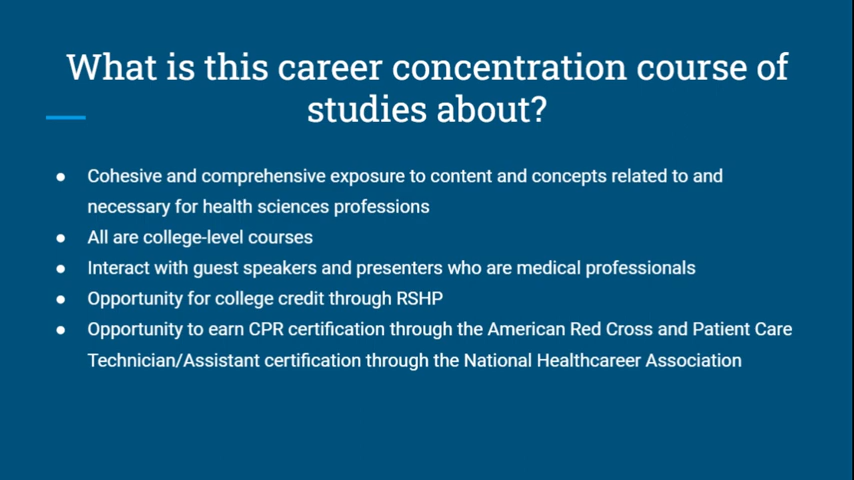 What is this career concentration course of
studies about?
● Cohesive and comprehensive exposure to content and concepts related to and
necessary for health sciences professions
● All are college-level courses
● Interact with guest speakers and presenters who are medical professionals
● Opportunity for college credit through RSHP
● Opportunity to earn CPR certification through the American Red Cross and Patient Care
Technician/Assistant certification through the National Healthcareer Association